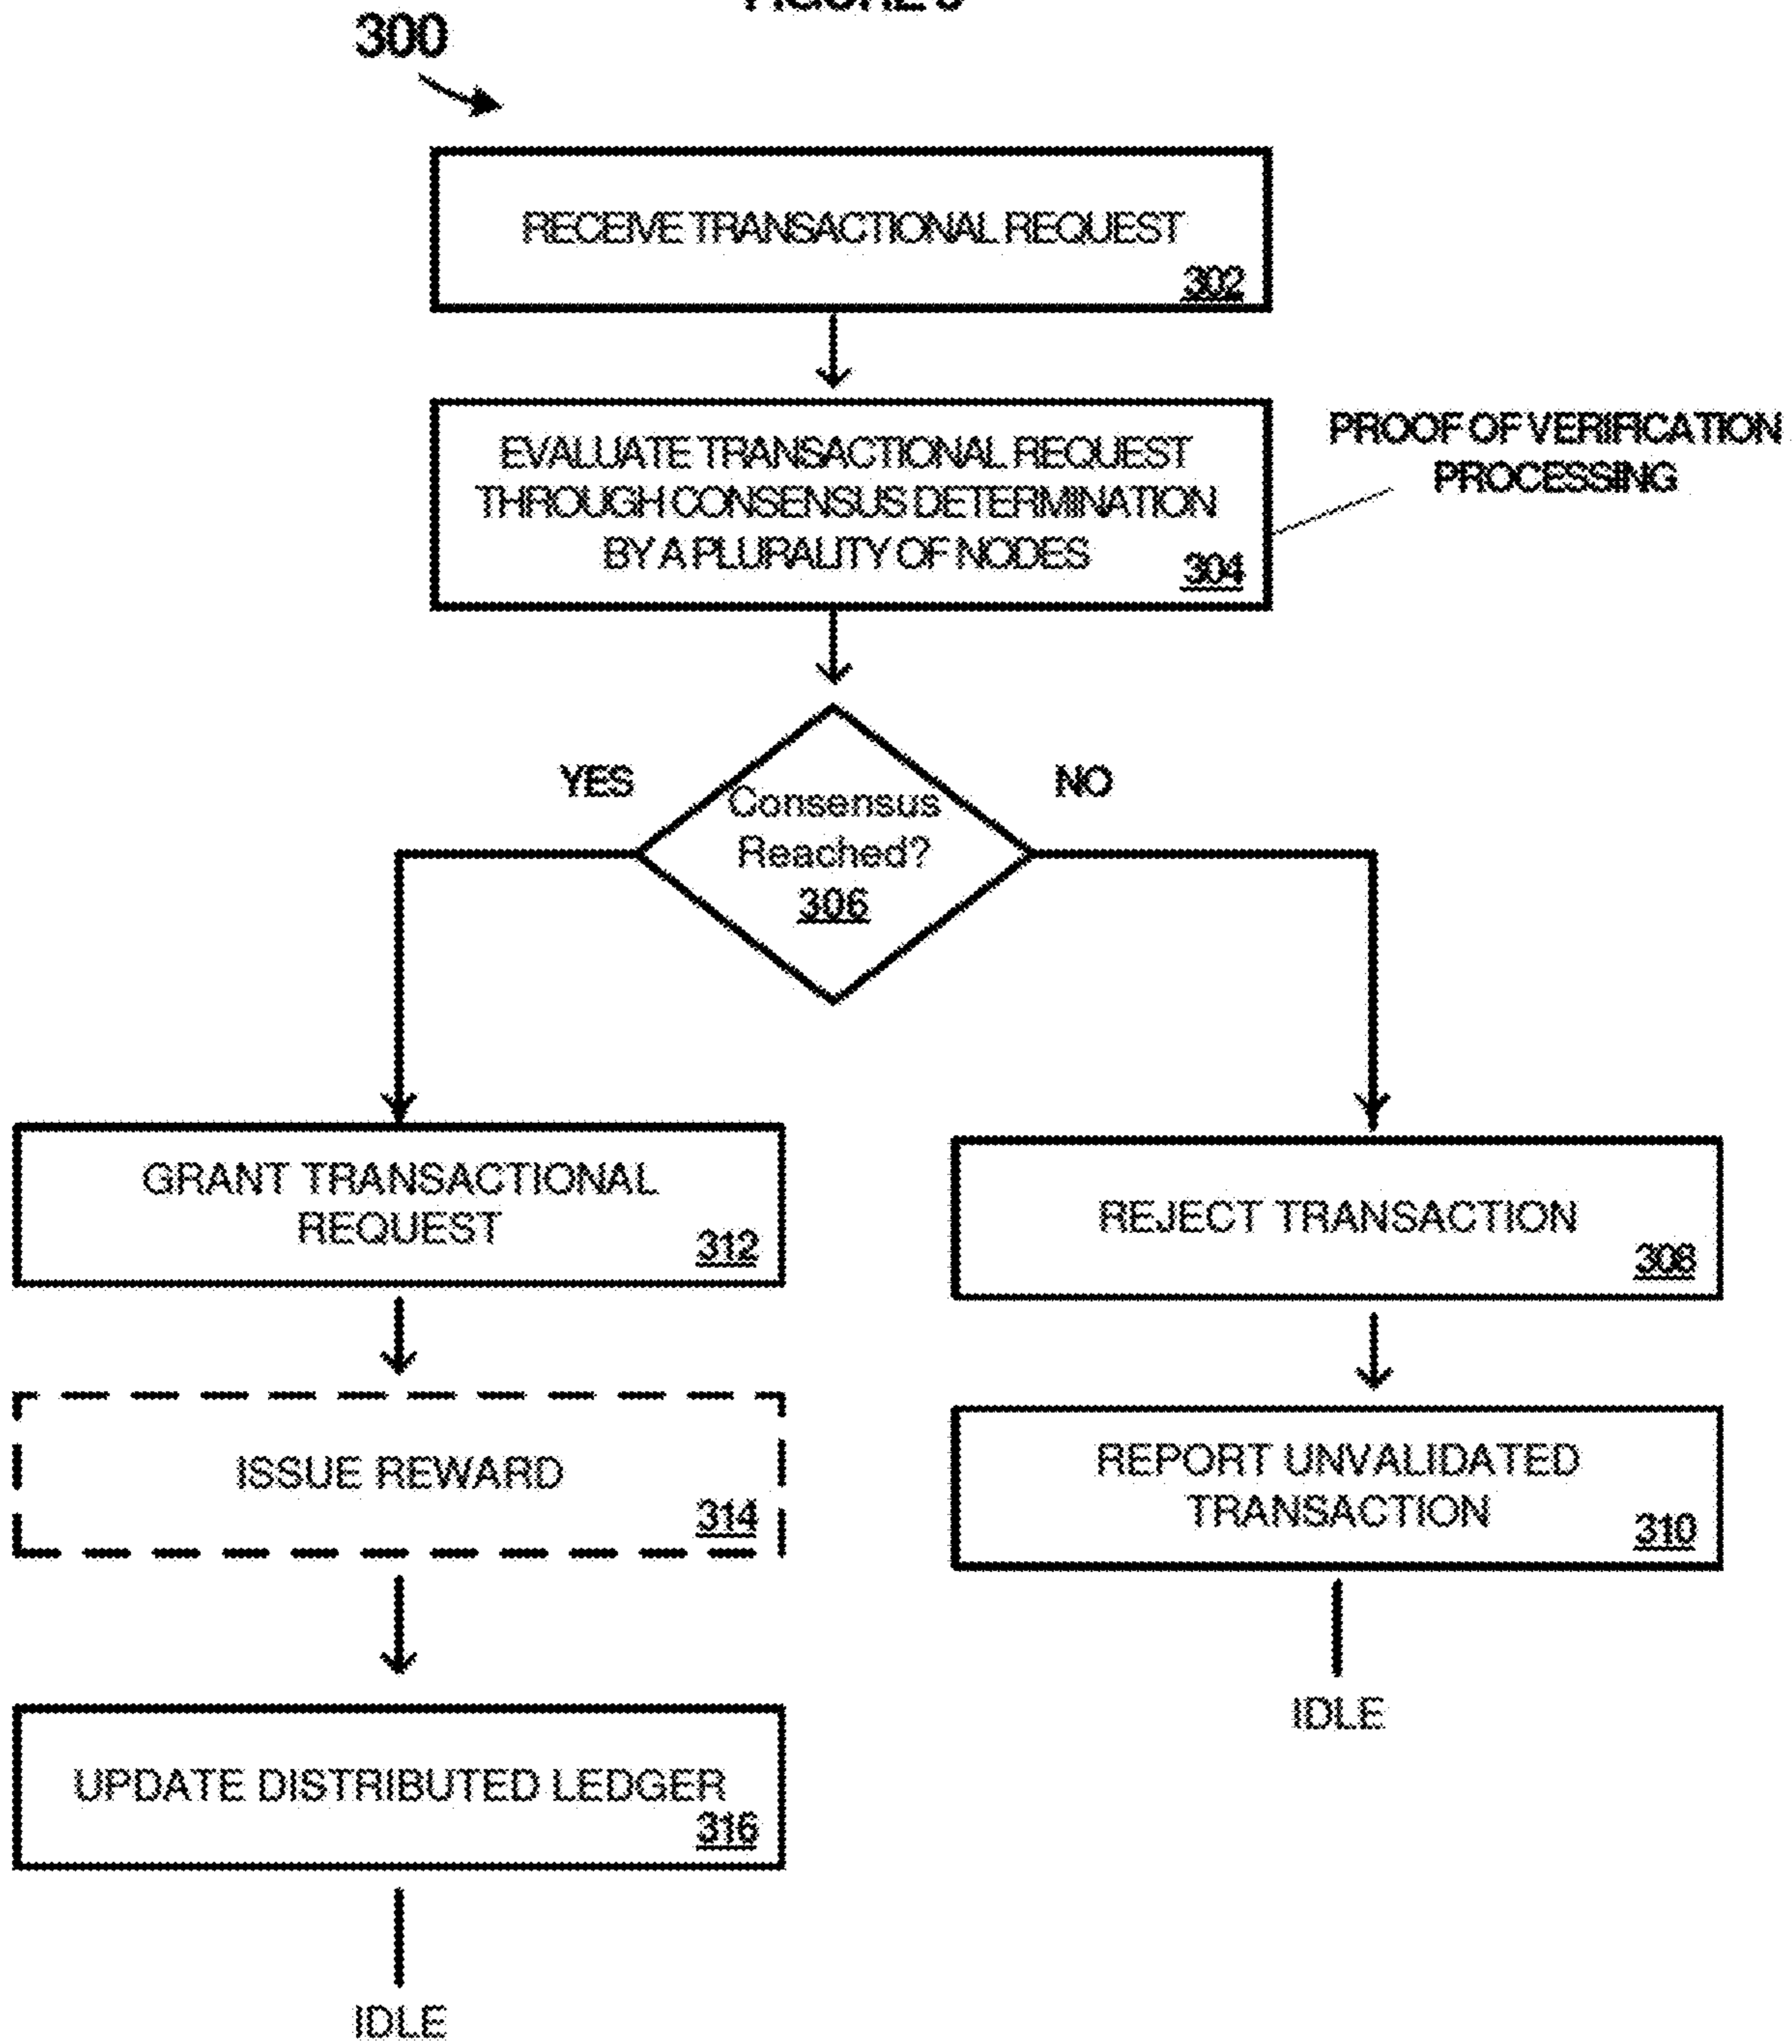 FIGURE 3
300
RECEIVE TRANSACTIONAL REQUEST
302
EVALUATE TRANSACTIONAL REQUEST
THROUGH CONSENSUS DETERMINATION
BY A PLURALITY OF NODES
304
PROOF OF VERIFICATION
PROCESSING
YES
NO
Consensus
Reached?
306
GRANT TRANSACTIONAL
REQUEST
312
REJECT TRANSACTION
308
ISSUE REWARD
314
REPORT UNVALIDATED
TRANSACTION
310
UPDATE DISTRIBUTED LEDGER
316
IDLE
IDLE